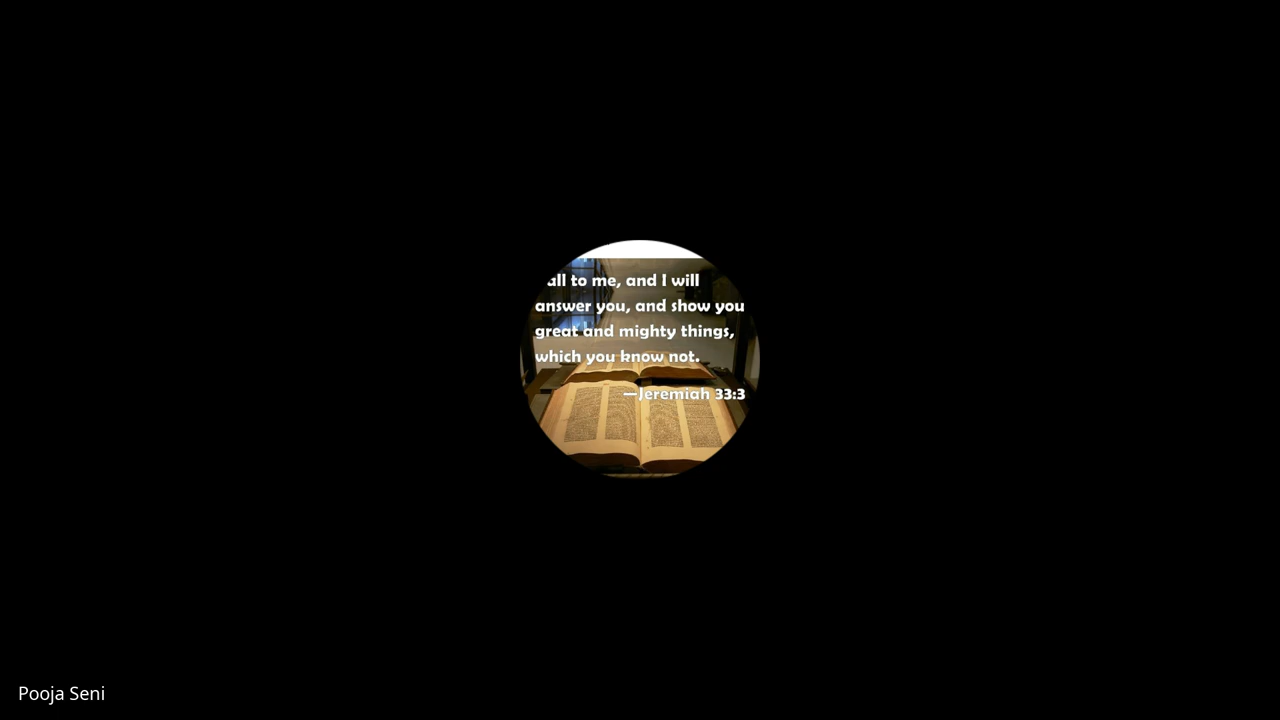 all to me, and I will
answer you, and show you
great and mighty things,
which you know not.
—Jeremiah 33:3
Pooja Seni